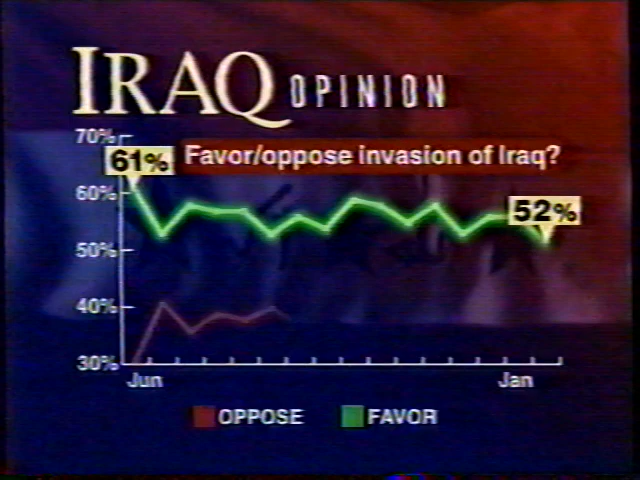 IRAQ OPINION
70%
61% Favor/oppose invasion of Iraq?
60%
52%
50%
40%
30%
Jun Jan
OPPOSE FAVOR